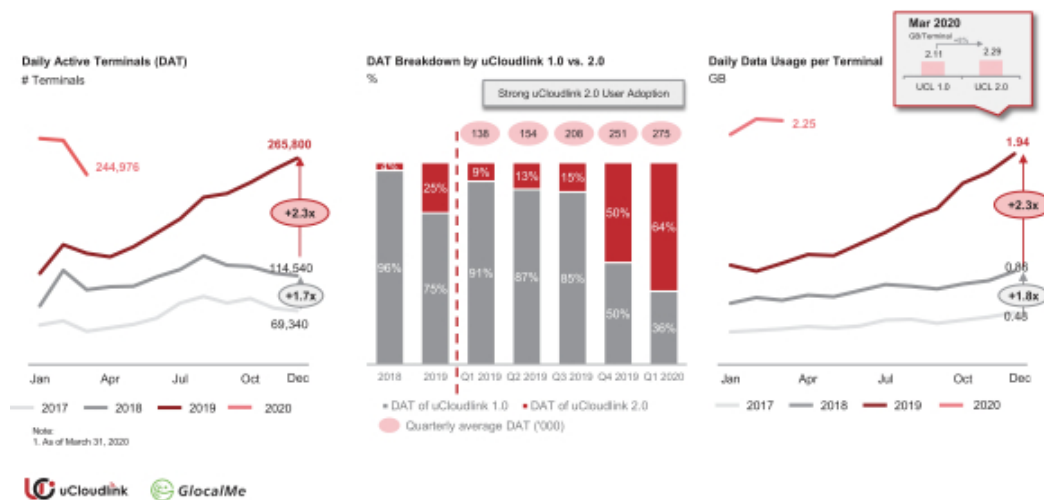 Mar 2020
GB/Terminal
+9%
2.11
2.29
UCL 1.0
UCL 2.0
Daily Active Terminals (DAT)
# Terminals
244,976
265,800
+2.3x
114,540
+1.7x
69,340
Jan
Apr
Jul
Oct
Dec
2017
2018
2019
2020
Note:
1. As of March 31, 2020
DAT Breakdown by uCloudlink 1.0 vs. 2.0
%
Strong uCloudlink 2.0 User Adoption
138
154
208
251
275
4%
25%
9%
13%
15%
50%
64%
96%
75%
91%
87%
85%
50%
36%
2018
2019
Q1 2019
Q2 2019
Q3 2019
Q4 2019
Q1 2020
DAT of uCloudlink 1.0
DAT of uCloudlink 2.0
Quarterly average DAT ('000)
Daily Data Usage per Terminal
GB
2.25
1.94
+2.3x
0.86
+1.8x
0.48
Jan
Apr
Jul
Oct
Dec
2017
2018
2019
2020
uCloudlink
GlocalMe